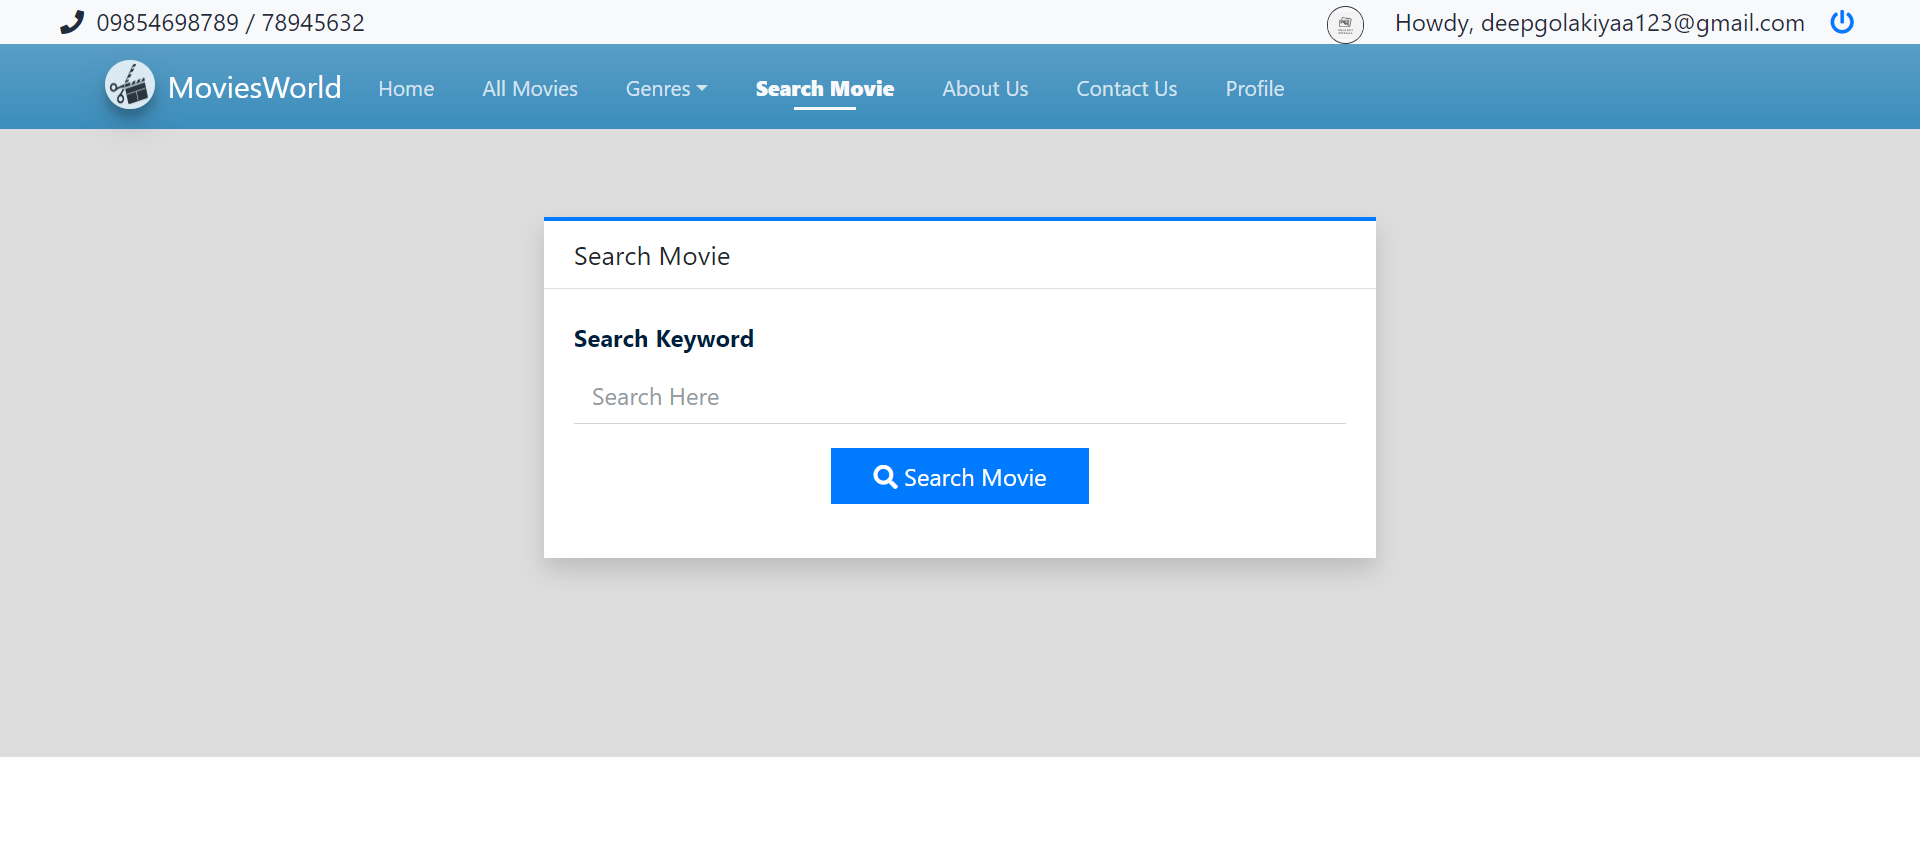 09854698789 / 78945632
Howdy, deepgolakiyaa123@gmail.com
MoviesWorld Home All Movies Genres Search Movie About Us Contact Us Profile
Search Movie
Search Keyword
Search Here
Search Movie